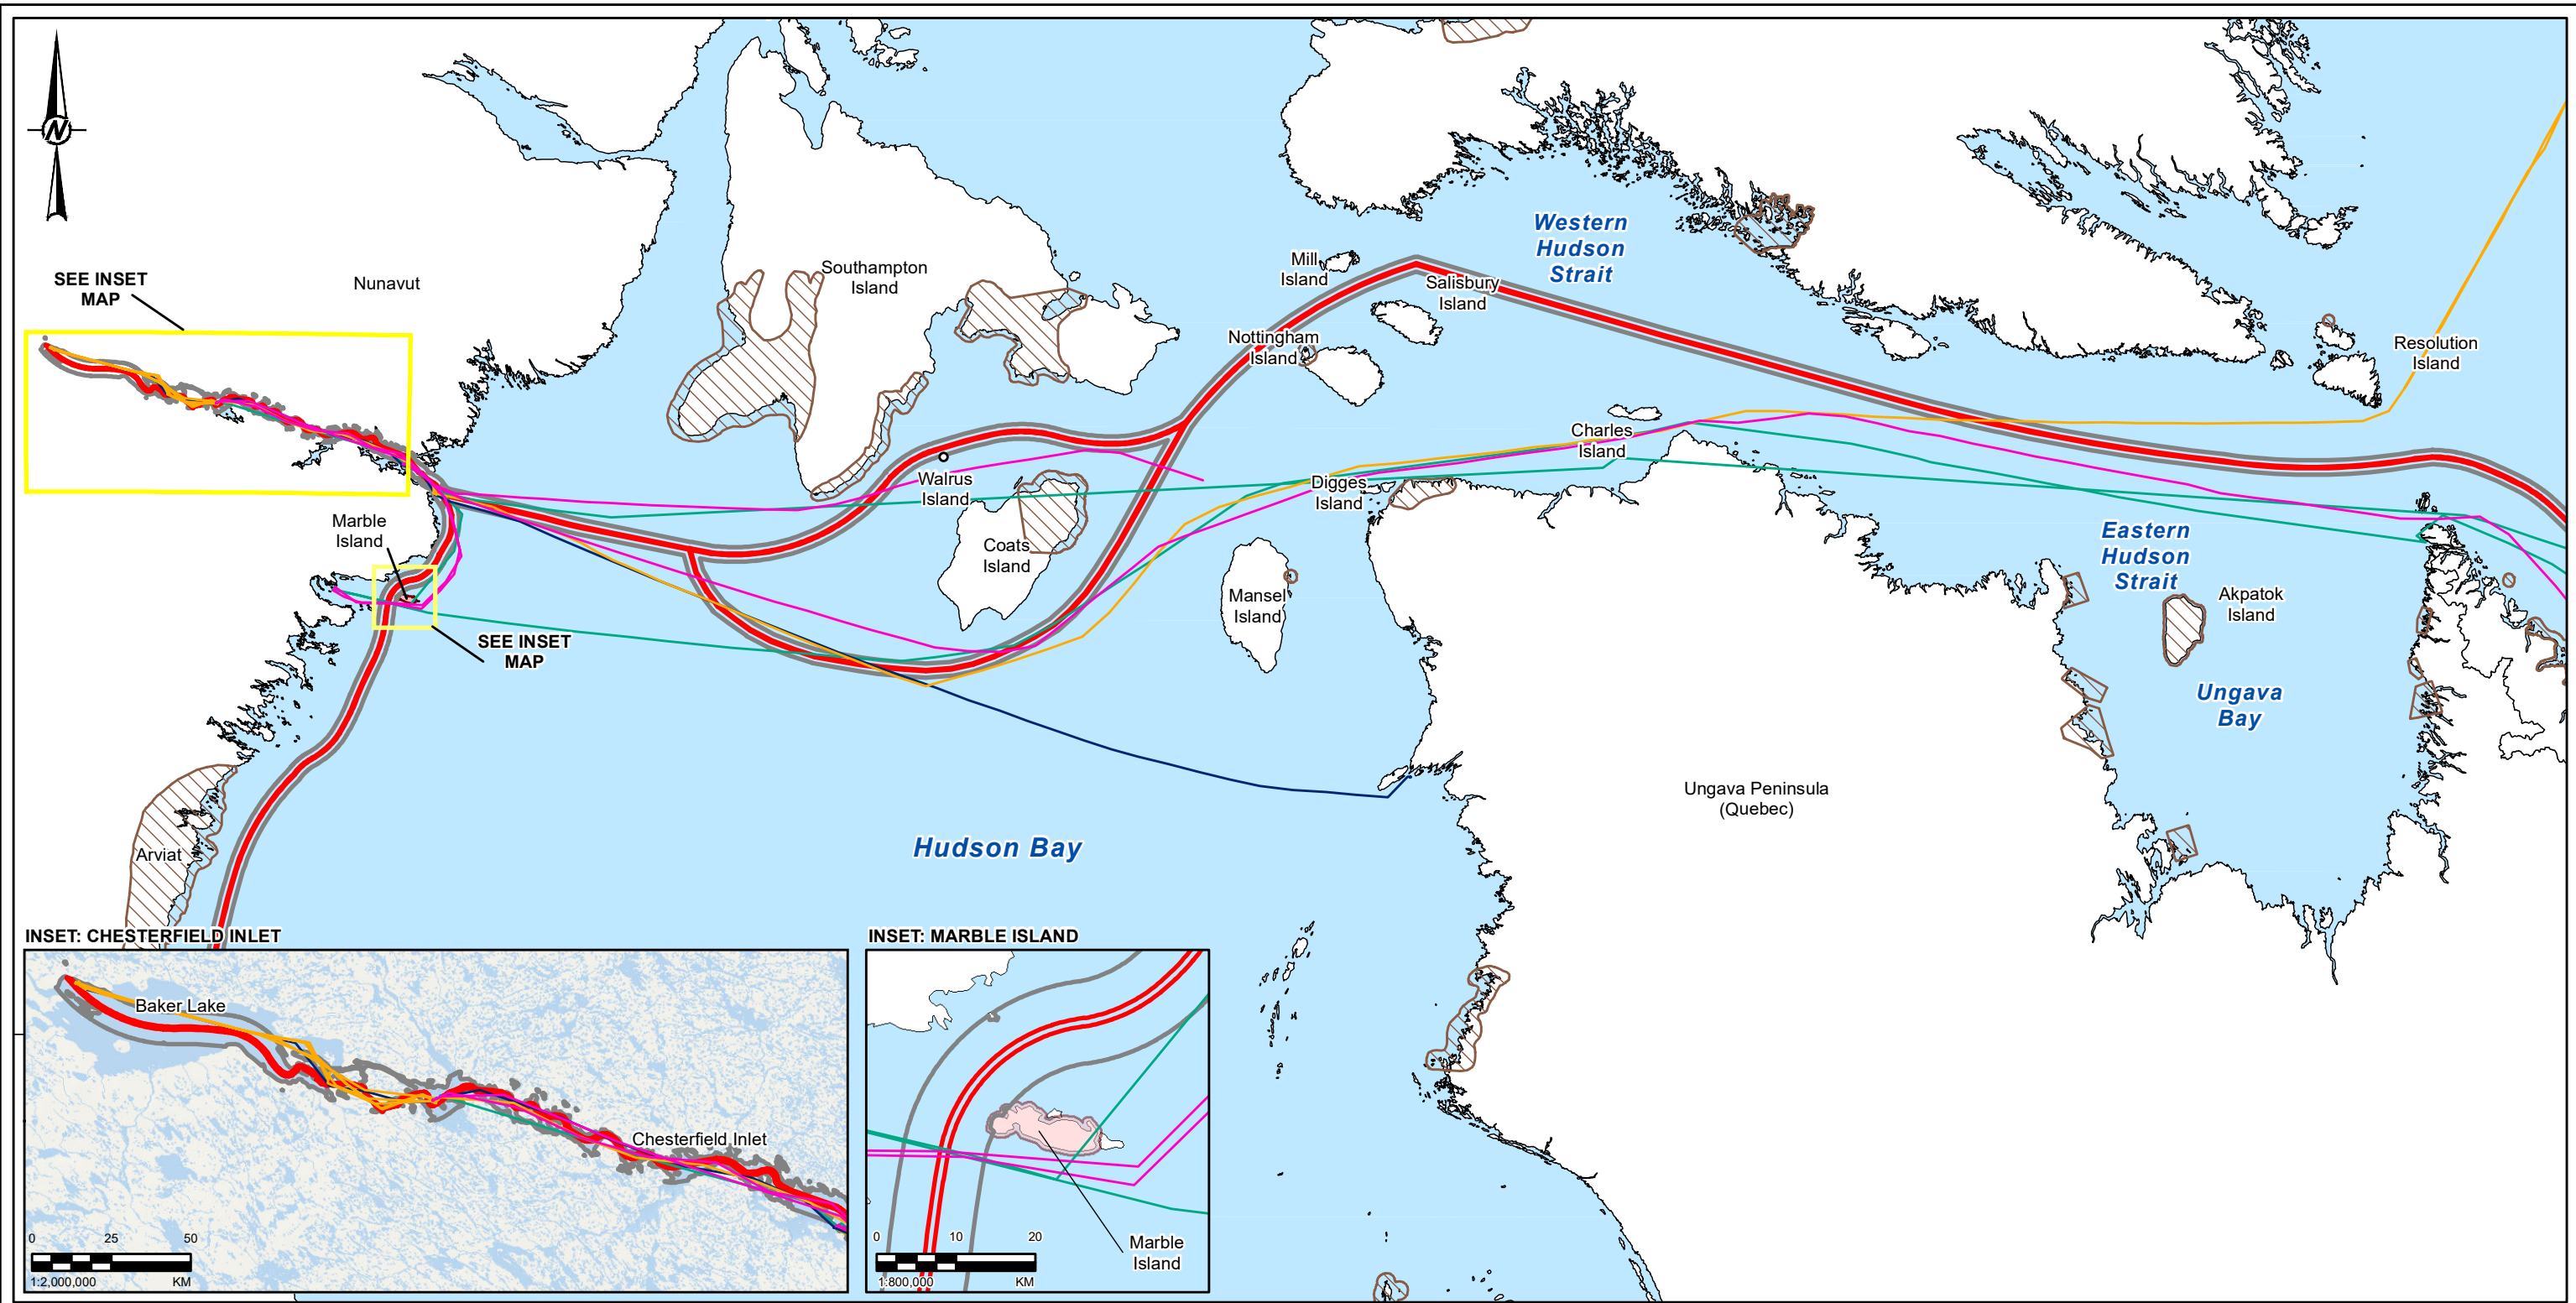 N
SEE INSET
MAP
Nunavut
Southampton
Island
Mill
Island
Western
Hudson
Strait
Salisbury
Island
Nottingham
Island
Resolution
Island
Charles
Island
Walrus
Island
Digges
Island
Marble
Island
Coats
Island
Eastern
Hudson
Strait
Mansel
Island
Akpatok
Island
SEE INSET
MAP
Ungava
Bay
Ungava Peninsula
(Quebec)
Hudson Bay
Arviat
INSET: CHESTERFIELD INLET
Baker Lake
Chesterfield Inlet
0 25 50
1:2,000,000 KM
INSET: MARBLE ISLAND
0 10 20
1:800,000 KM
Marble
Island